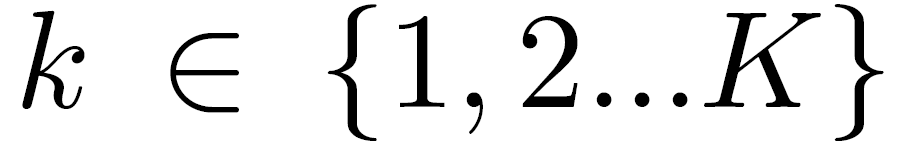 k ∈ {1, 2...K}